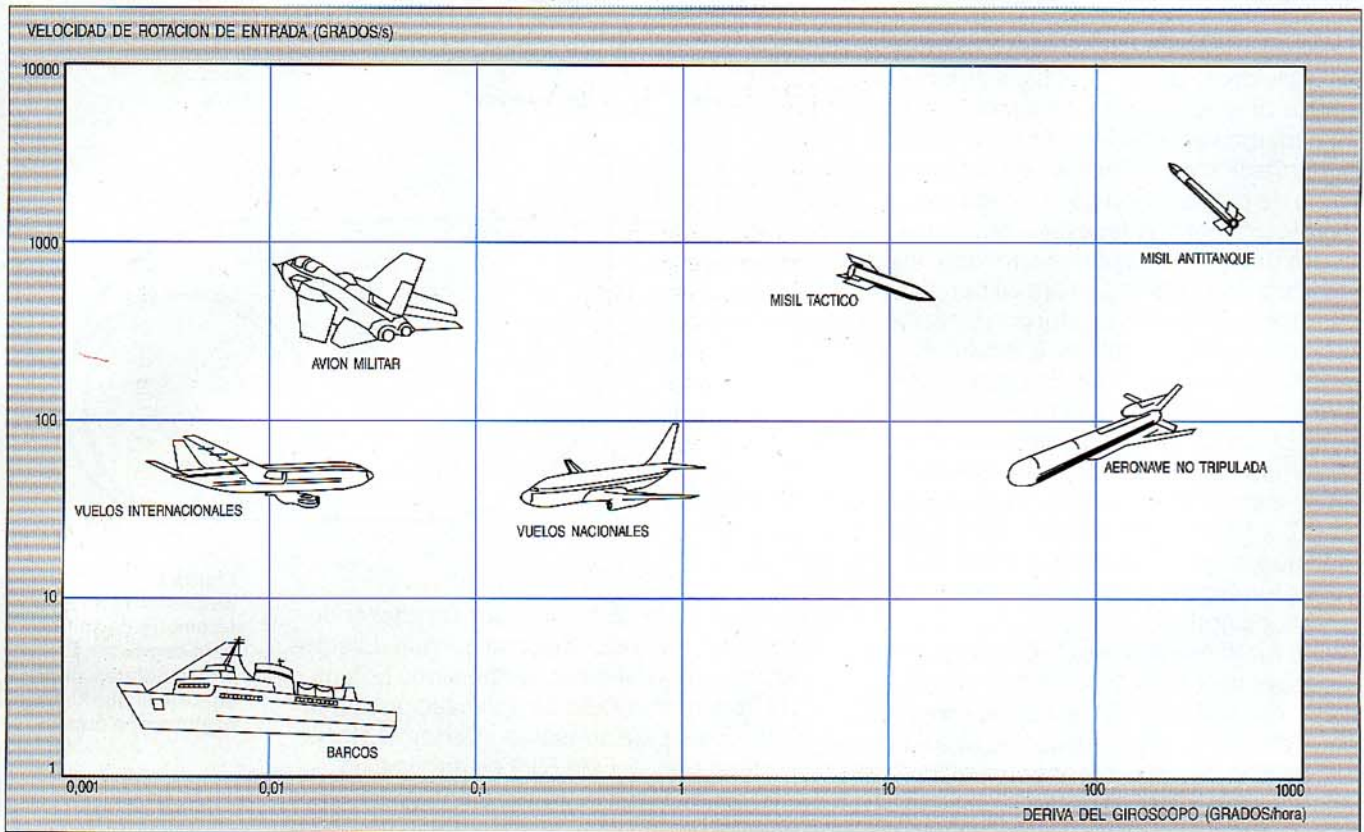 VELOCIDAD DE ROTACION DE ENTRADA (GRADOS/s)
10000
1000
MISIL ANTITANQUE
MISIL TACTICO
AVION MILITAR
100
AERONAVE NO TRIPULADA
VUELOS INTERNACIONALES
VUELOS NACIONALES
10
BARCOS
1
0,001 0,01 0,1 1 10 100 1000
DERIVA DEL GIROSCOPO (GRADOS/hora)